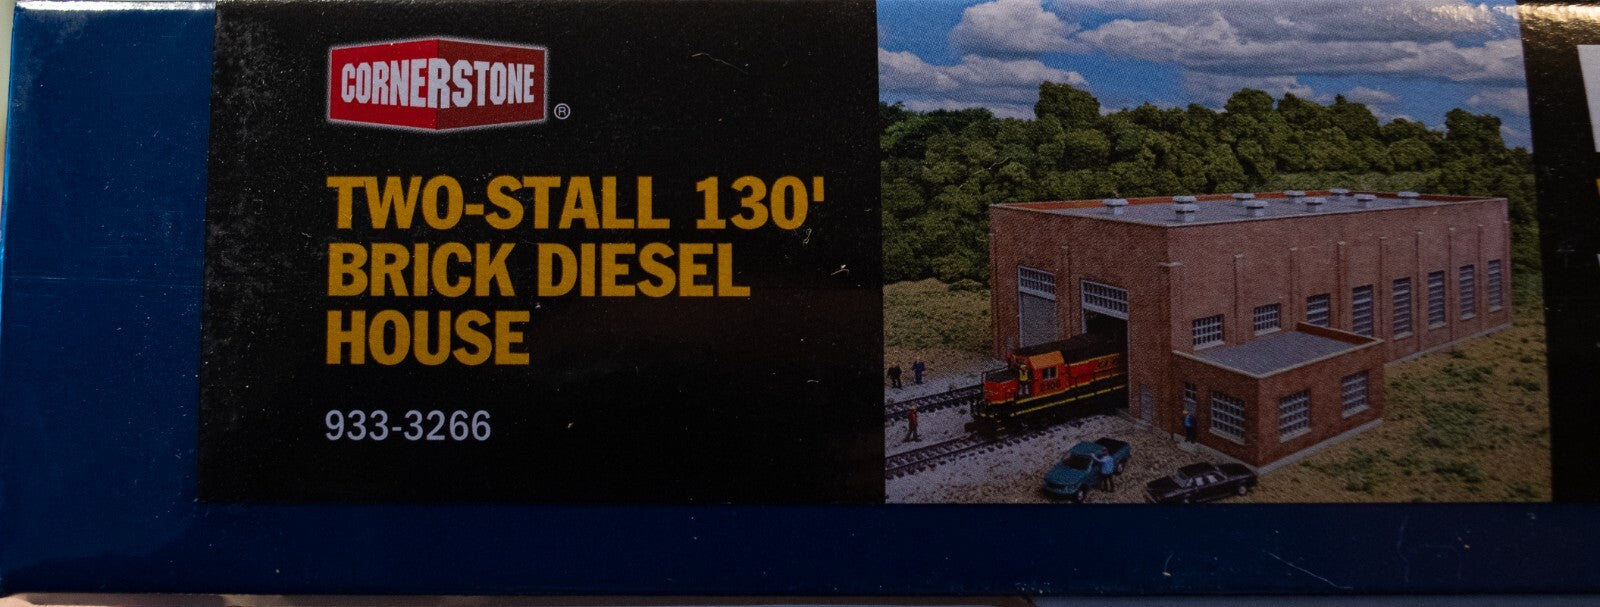 CORNERSTONE
®
TWO-STALL 130'
BRICK DIESEL
HOUSE
933-3266